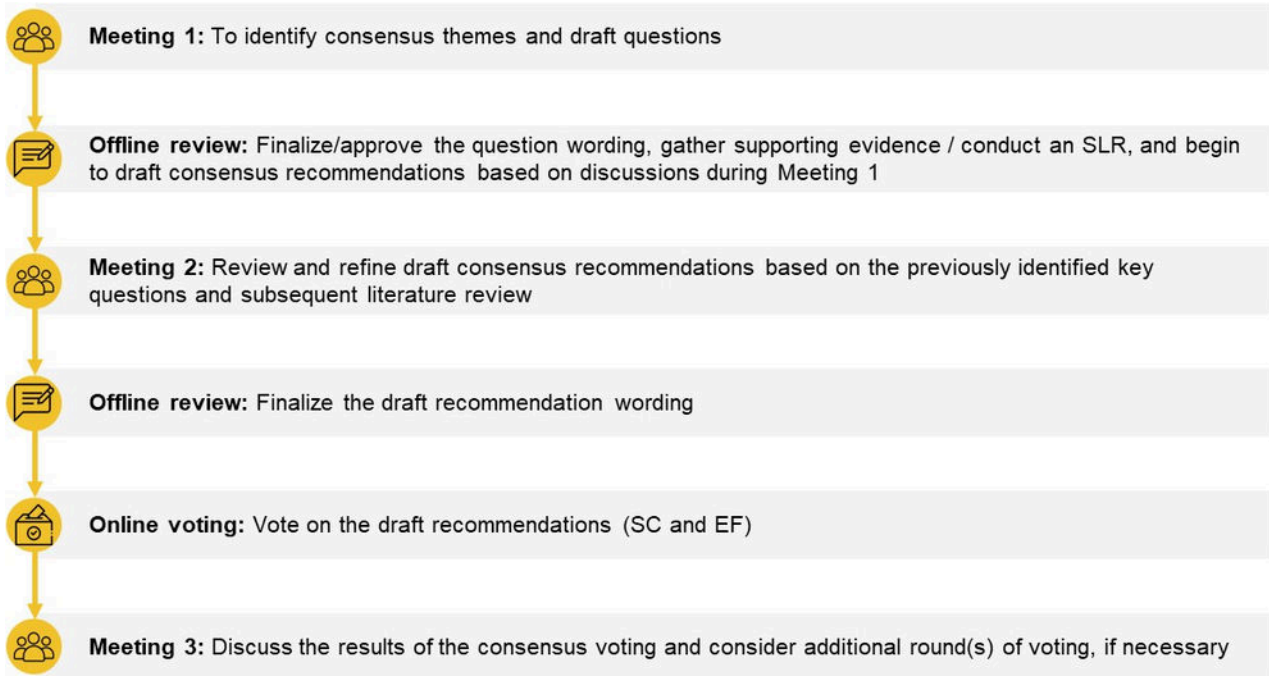 Meeting 1: To identify consensus themes and draft questions
Offline review: Finalize/approve the question wording, gather supporting evidence / conduct an SLR, and begin
to draft consensus recommendations based on discussions during Meeting 1
Meeting 2: Review and refine draft consensus recommendations based on the previously identified key
questions and subsequent literature review
Offline review: Finalize the draft recommendation wording
Online voting: Vote on the draft recommendations (SC and EF)
Meeting 3: Discuss the results of the consensus voting and consider additional round(s) of voting, if necessary